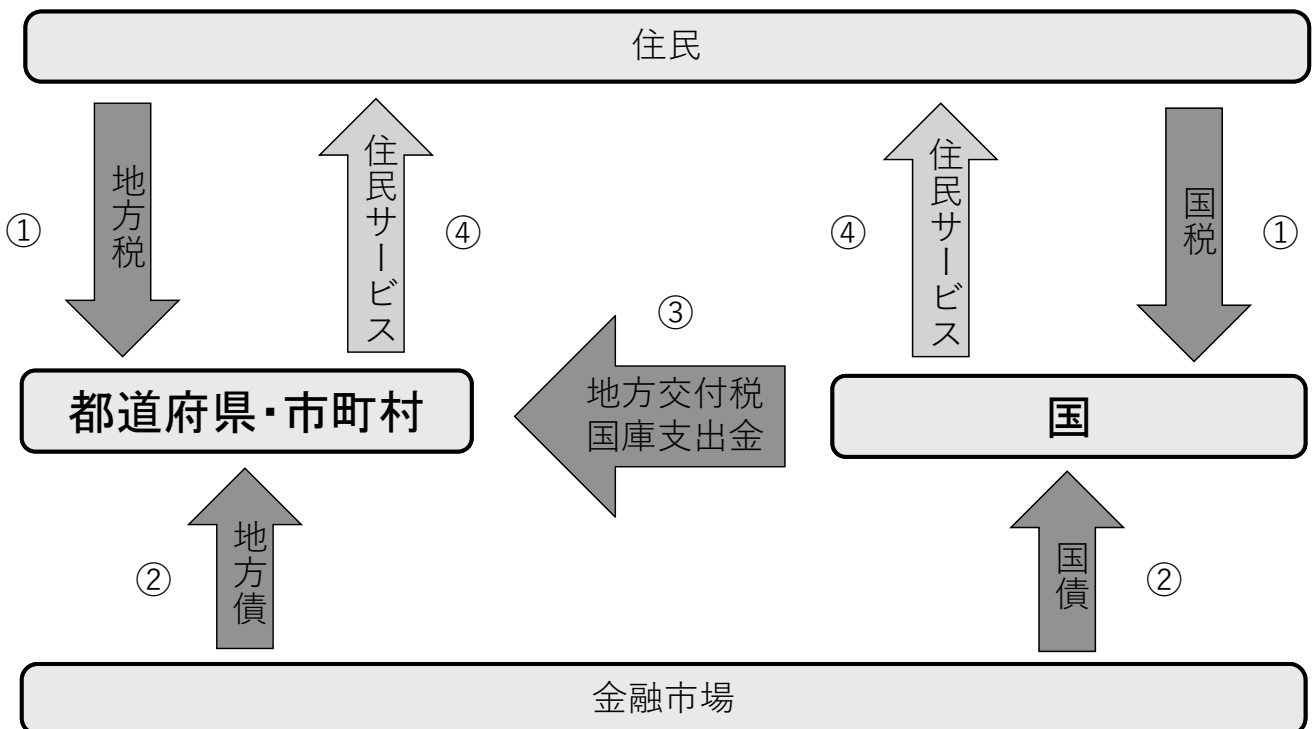 住民
①
地方税
住民サービス
④
④
住民サービス
国税
①
③
地方交付税
国庫支出金
都道府県・市町村
国
②
地方債
国債
②
金融市場